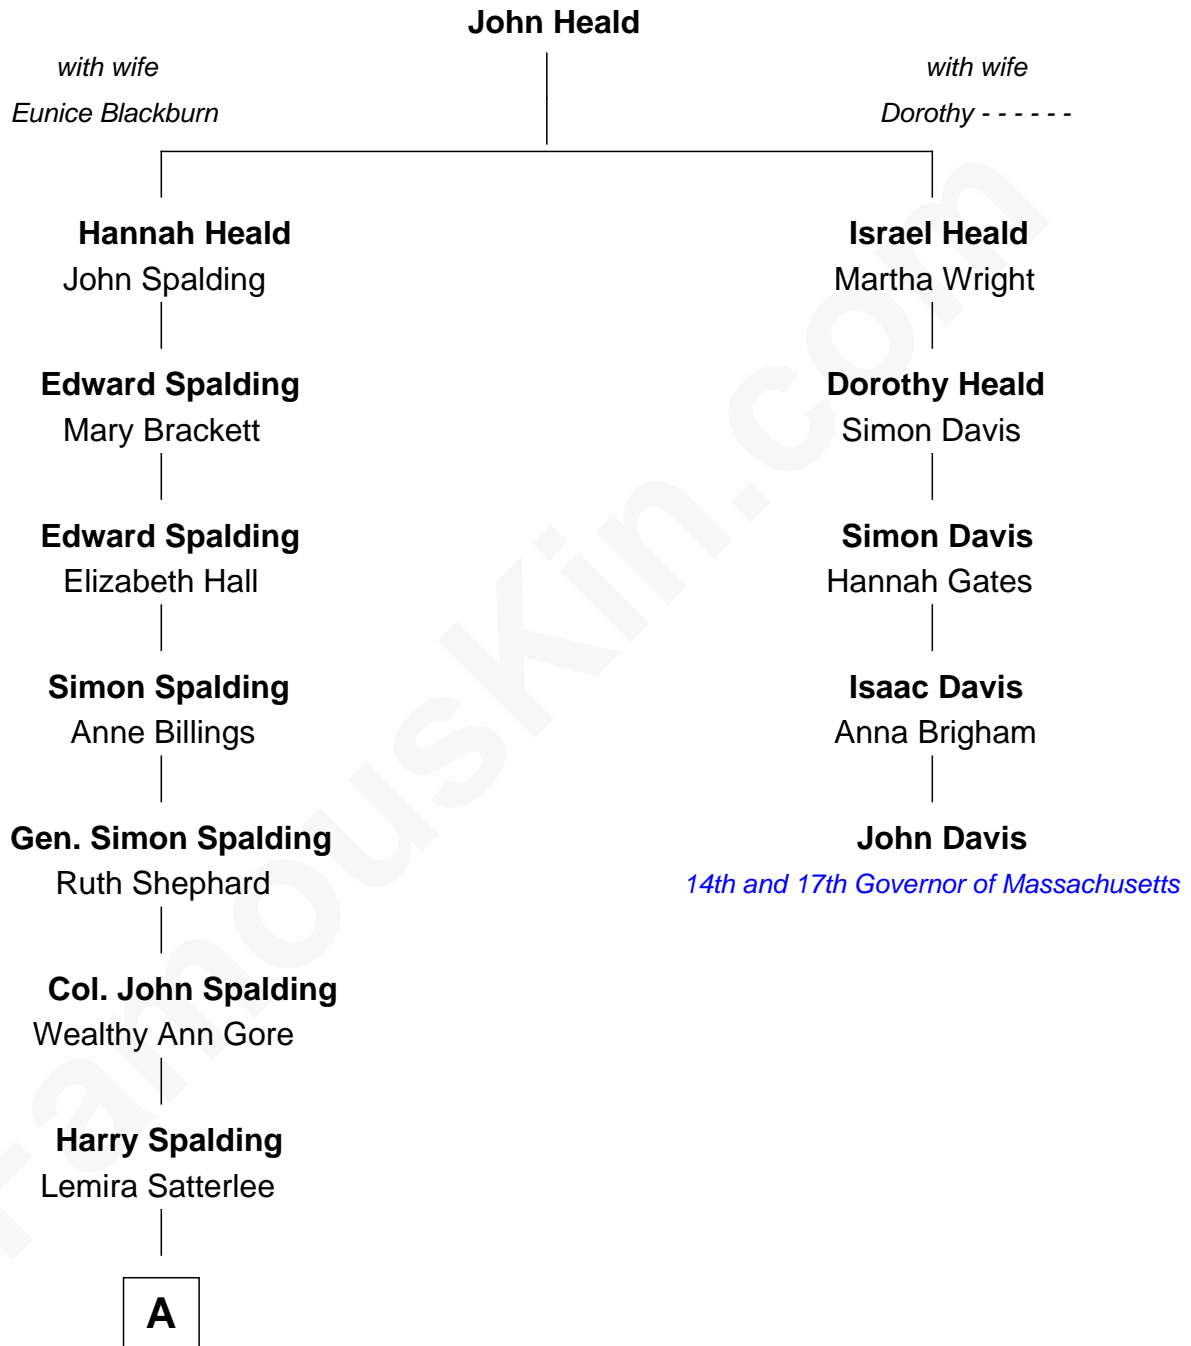 John Heald
with wife
Eunice Blackburn
with wife
Dorothy - - - - - -
Hannah Heald
John Spalding
Israel Heald
Martha Wright
Edward Spalding
Mary Brackett
Dorothy Heald
Simon Davis
Edward Spalding
Elizabeth Hall
Simon Davis
Hannah Gates
Simon Spalding
Anne Billings
Isaac Davis
Anna Brigham
Gen. Simon Spalding
Ruth Shephard
John Davis
14th and 17th Governor of Massachusetts
Col. John Spalding
Wealthy Ann Gore
Harry Spalding
Lemira Satterlee
A
FamousKin.com